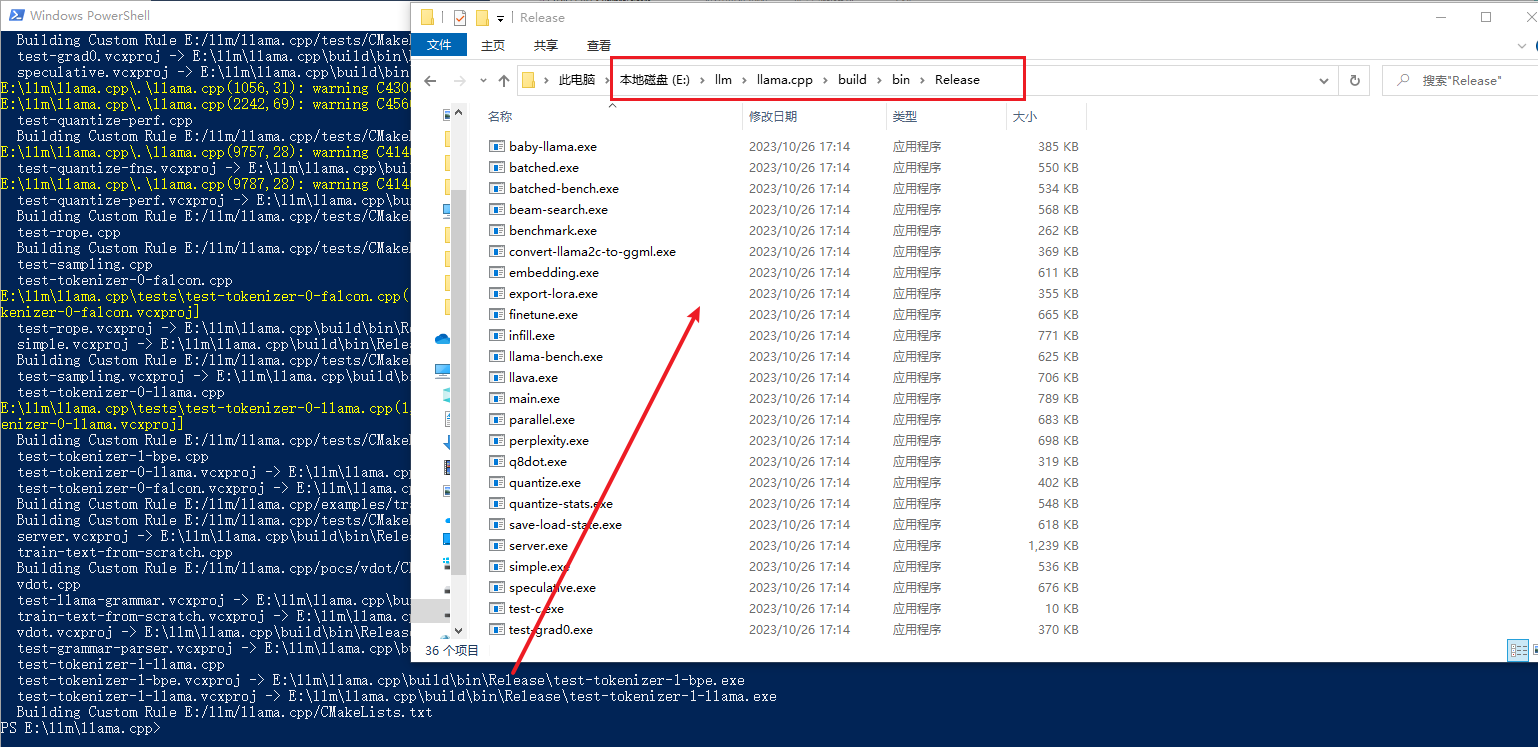 Windows PowerShell
Building Custom Rule E:/llm/llama.cpp/tests/CMakeL
test-grad0.vcxproj -> E:\llm\llama.cpp\build\bin\
speculative.vcxproj -> E:\llm\llama.cpp\build\bin
E:\llm\llama.cpp\.\llama.cpp(1056,31): warning C4305
E:\llm\llama.cpp\.\llama.cpp(2242,69): warning C4566
test-quantize-perf.cpp
Building Custom Rule E:/llm/llama.cpp/tests/CMakeL
E:\llm\llama.cpp\.\llama.cpp(9757,28): warning C4146
test-quantize-fns.vcxproj -> E:\llm\llama.cpp\bui
E:\llm\llama.cpp\.\llama.cpp(9787,28): warning C4146
test-quantize-perf.vcxproj -> E:\llm\llama.cpp\bu
Building Custom Rule E:/llm/llama.cpp/tests/CMakeL
test-rope.cpp
Building Custom Rule E:/llm/llama.cpp/tests/CMakeL
test-sampling.cpp
test-tokenizer-0-falcon.cpp
E:\llm\llama.cpp\tests\test-tokenizer-0-falcon.cpp(
kenizer-0-falcon.vcxproj]
test-rope.vcxproj -> E:\llm\llama.cpp\build\bin\R
simple.vcxproj -> E:\llm\llama.cpp\build\bin\Rele
Building Custom Rule E:/llm/llama.cpp/tests/CMakeL
test-sampling.vcxproj -> E:\llm\llama.cpp\build\b
test-tokenizer-0-llama.cpp
E:\llm\llama.cpp\tests\test-tokenizer-0-llama.cpp(1,
enizer-0-llama.vcxproj]
Building Custom Rule E:/llm/llama.cpp/tests/CMakeL
test-tokenizer-1-bpe.cpp
test-tokenizer-0-llama.vcxproj -> E:\llm\llama.cp
test-tokenizer-0-falcon.vcxproj -> E:\llm\llama.c
Building Custom Rule E:/llm/llama.cpp/examples/tr
Building Custom Rule E:/llm/llama.cpp/tests/CMakeL
server.vcxproj -> E:\llm\llama.cpp\build\bin\Rele
train-text-from-scratch.cpp
Building Custom Rule E:/llm/llama.cpp/pocs/vdot/C
vdot.cpp
test-llama-grammar.vcxproj -> E:\llm\llama.cpp\bu
train-text-from-scratch.vcxproj -> E:\llm\llama.c
vdot.vcxproj -> E:\llm\llama.cpp\build\bin\Release
test-grammar-parser.vcxproj -> E:\llm\llama.cpp\b
test-tokenizer-1-llama.cpp
test-tokenizer-1-bpe.vcxproj -> E:\llm\llama.cpp\build\bin\Release\test-tokenizer-1-bpe.exe
test-tokenizer-1-llama.vcxproj -> E:\llm\llama.cpp\build\bin\Release\test-tokenizer-1-llama.exe
Building Custom Rule E:/llm/llama.cpp/CMakeLists.txt
PS E:\llm\llama.cpp>
Release
文件 主页 共享 查看
此电脑 > 本地磁盘 (E:) > llm > llama.cpp > build > bin > Release
搜索"Release"
名称 修改日期 类型 大小
baby-llama.exe 2023/10/26 17:14 应用程序 385 KB
batched.exe 2023/10/26 17:14 应用程序 550 KB
batched-bench.exe 2023/10/26 17:14 应用程序 534 KB
beam-search.exe 2023/10/26 17:14 应用程序 568 KB
benchmark.exe 2023/10/26 17:14 应用程序 262 KB
convert-llama2c-to-ggml.exe 2023/10/26 17:14 应用程序 369 KB
embedding.exe 2023/10/26 17:14 应用程序 611 KB
export-lora.exe 2023/10/26 17:14 应用程序 355 KB
finetune.exe 2023/10/26 17:14 应用程序 665 KB
infill.exe 2023/10/26 17:14 应用程序 771 KB
llama-bench.exe 2023/10/26 17:14 应用程序 625 KB
llava.exe 2023/10/26 17:14 应用程序 706 KB
main.exe 2023/10/26 17:14 应用程序 789 KB
parallel.exe 2023/10/26 17:14 应用程序 683 KB
perplexity.exe 2023/10/26 17:14 应用程序 698 KB
q8dot.exe 2023/10/26 17:14 应用程序 319 KB
quantize.exe 2023/10/26 17:14 应用程序 402 KB
quantize-stats.exe 2023/10/26 17:14 应用程序 548 KB
save-load-state.exe 2023/10/26 17:14 应用程序 618 KB
server.exe 2023/10/26 17:14 应用程序 1,239 KB
simple.exe 2023/10/26 17:14 应用程序 536 KB
speculative.exe 2023/10/26 17:14 应用程序 676 KB
test-c.exe 2023/10/26 17:14 应用程序 10 KB
test-grad0.exe 2023/10/26 17:14 应用程序 370 KB
36 个项目